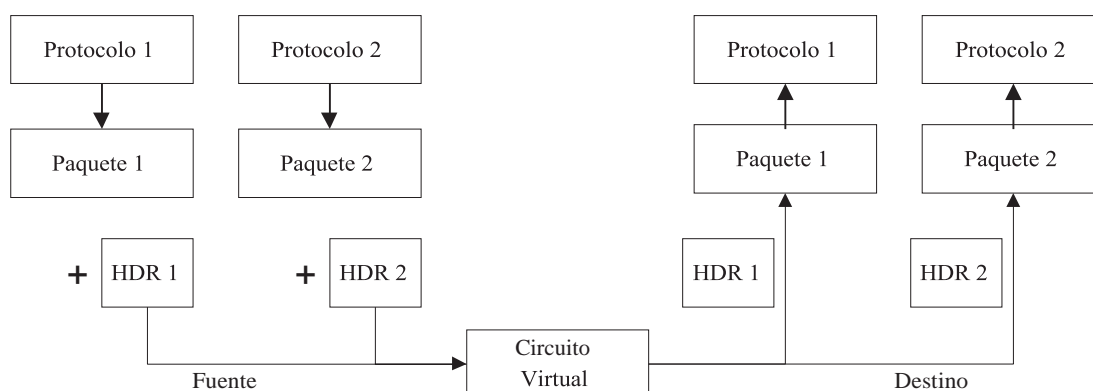 Protocolo 1
Protocolo 2
Protocolo 1
Protocolo 2
Paquete 1
Paquete 2
Paquete 1
Paquete 2
+ HDR 1
+ HDR 2
HDR 1
HDR 2
Circuito
Virtual
Fuente
Destino